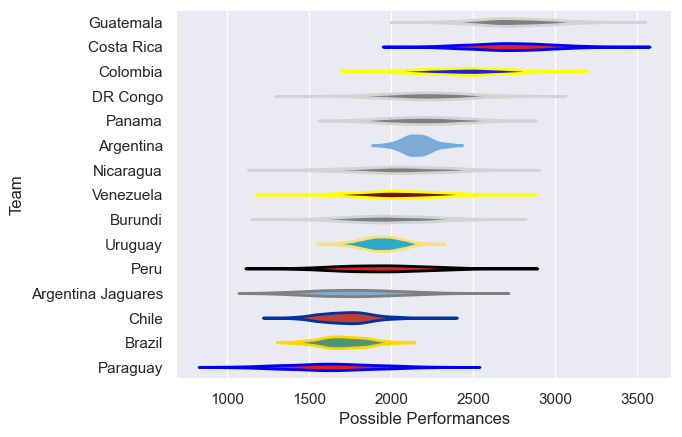 Guatemala
Costa Rica
Colombia
DR Congo
Panama
Argentina
Nicaragua
Venezuela
Burundi
Uruguay
Peru
Argentina Jaguares
Chile
Brazil
Paraguay
Team
1000 1500 2000 2500 3000 3500
Possible Performances